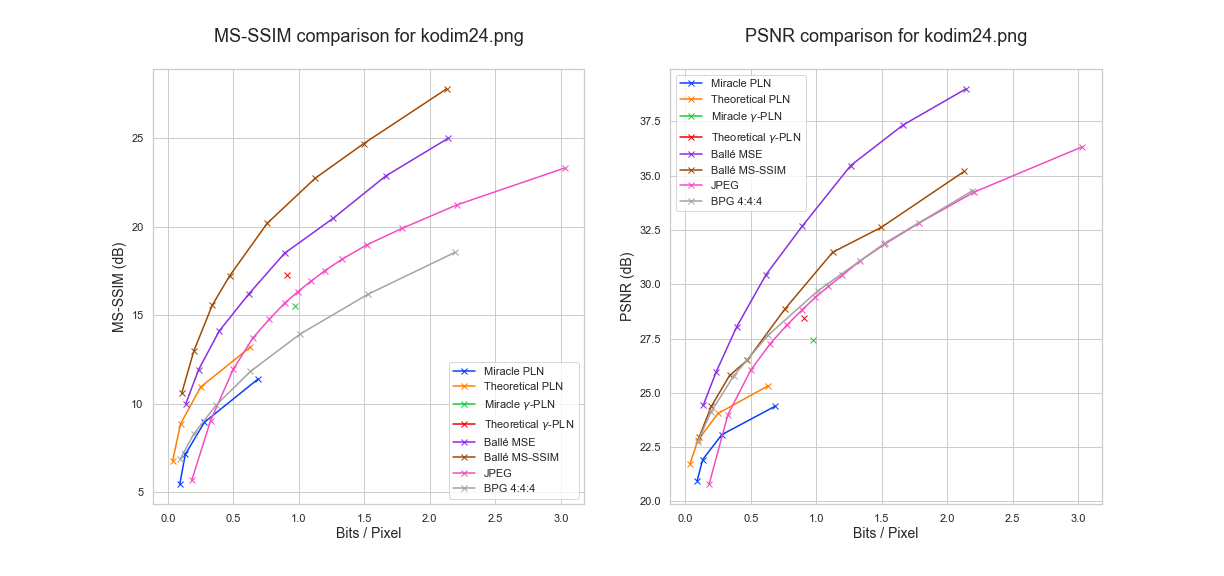 MS-SSIM comparison for kodim24.png
MS-SSIM (dB)
25
20
15
10
5
0.0 0.5 1.0 1.5 2.0 2.5 3.0
Bits / Pixel
Miracle PLN
Theoretical PLN
Miracle γ-PLN
Theoretical γ-PLN
Ballé MSE
Ballé MS-SSIM
JPEG
BPG 4:4:4
PSNR comparison for kodim24.png
PSNR (dB)
37.5
35.0
32.5
30.0
27.5
25.0
22.5
20.0
0.0 0.5 1.0 1.5 2.0 2.5 3.0
Bits / Pixel
Miracle PLN
Theoretical PLN
Miracle γ-PLN
Theoretical γ-PLN
Ballé MSE
Ballé MS-SSIM
JPEG
BPG 4:4:4